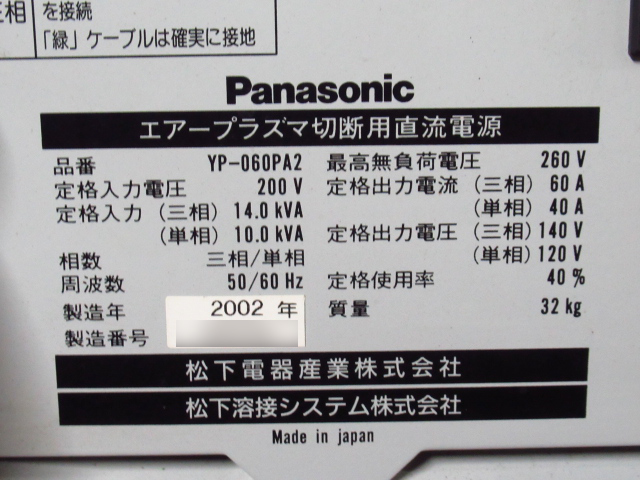 を接続
「緑」ケーブルは確実に接地
Panasonic
エアープラズマ切断用直流電源
品番 YP-060PA2 最高無負荷電圧 260 V
定格入力電圧 200 V 定格出力電流 (三相) 60 A
定格入力 (三相) 14.0 kVA (単相) 40 A
(単相) 10.0 kVA 定格出力電圧 (三相) 140 V
相数 三相/単相 (単相) 120 V
周波数 50/60 Hz 定格使用率 40 %
製造年 2002 年 質量 32 kg
製造番号
松下電器産業株式会社
松下溶接システム株式会社
Made in japan